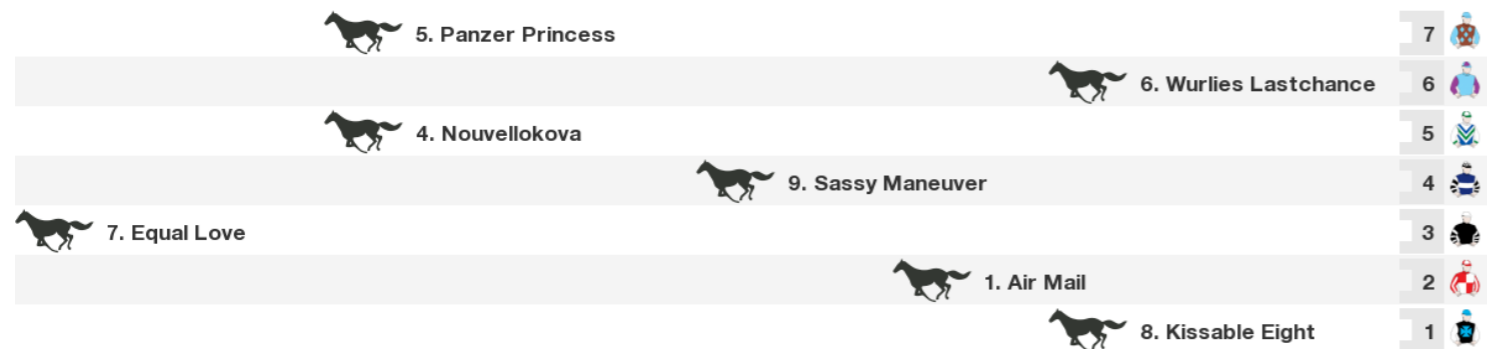 5. Panzer Princess 7
6. Wurlies Lastchance 6
4. Nouvellokova 5
9. Sassy Maneuver 4
7. Equal Love 3
1. Air Mail 2
8. Kissable Eight 1